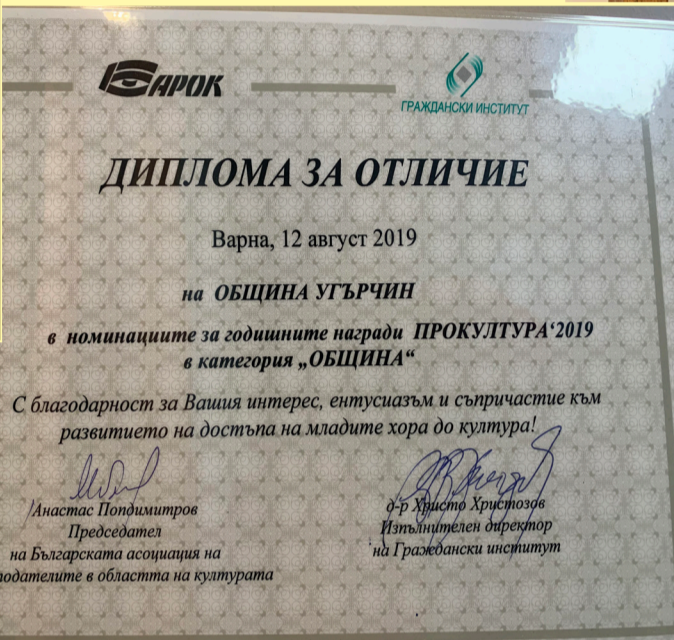 БАРОК
ГРАЖДАНСКИ ИНСТИТУТ
ДИПЛОМА ЗА ОТЛИЧИЕ
Варна, 12 август 2019
на ОБЩИНА УГЪРЧИН
в номинациите за годишните награди ПРОКУЛТУРА‘2019
в категория „ОБЩИНА“
С благодарност за Вашия интерес, ентусиазъм и съпричастие към
развитието на достъпа на младите хора до култура!
Анастас Попдимитров
Председател
на Българската асоциация на
тодателите в областта на културата
д-р Христо Христозов
Изпълнителен директор
на Граждански институт